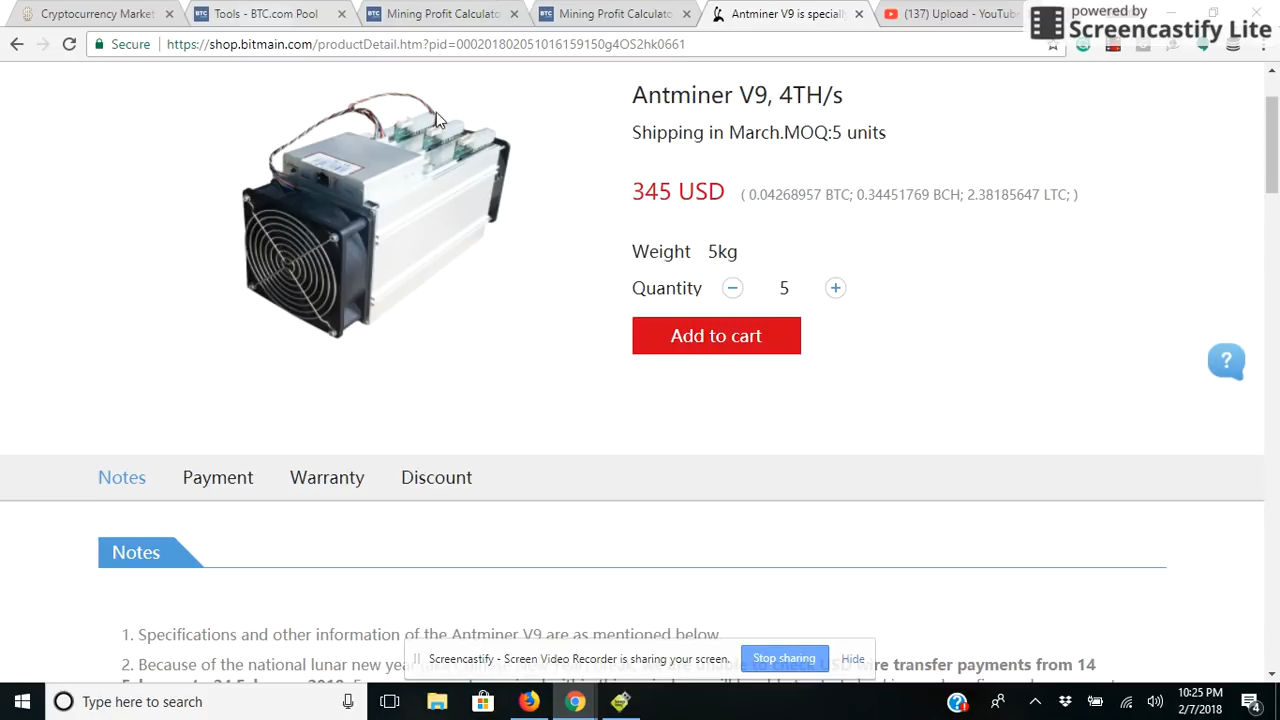 powered by
Screencastify Lite
Cryptocurrency Market
Tools - BTC.com Pool
Mining Profit Calculato
Mining Profit Calculato
Antminer V9 is speciall
(137) Upload - YouTube
Secure
https://shop.bitmain.com/productDetail.htm?pid=000201802051016159150g4OS2hk0661
Antminer V9, 4TH/s
Shipping in March.MOQ:5 units
345 USD ( 0.04268957 BTC; 0.34451769 BCH; 2.38185647 LTC; )
Weight 5kg
Quantity 5
Add to cart
?
Notes Payment Warranty Discount
Notes
1. Specifications and other information of the Antminer V9 are as mentioned below.
2. Because of the national lunar new year
wire transfer payments from 14
Screencastify - Screen Video Recorder is sharing your screen.
Stop sharing
Hide
Type here to search
10:25 PM
2/7/2018
4